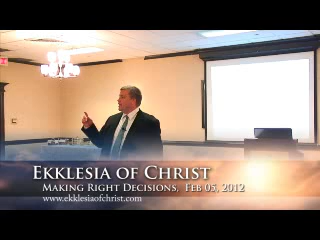 EKKLESIA OF CHRIST
MAKING RIGHT DECISIONS, FEB 05, 2012
www.ekklesiaofchrist.com